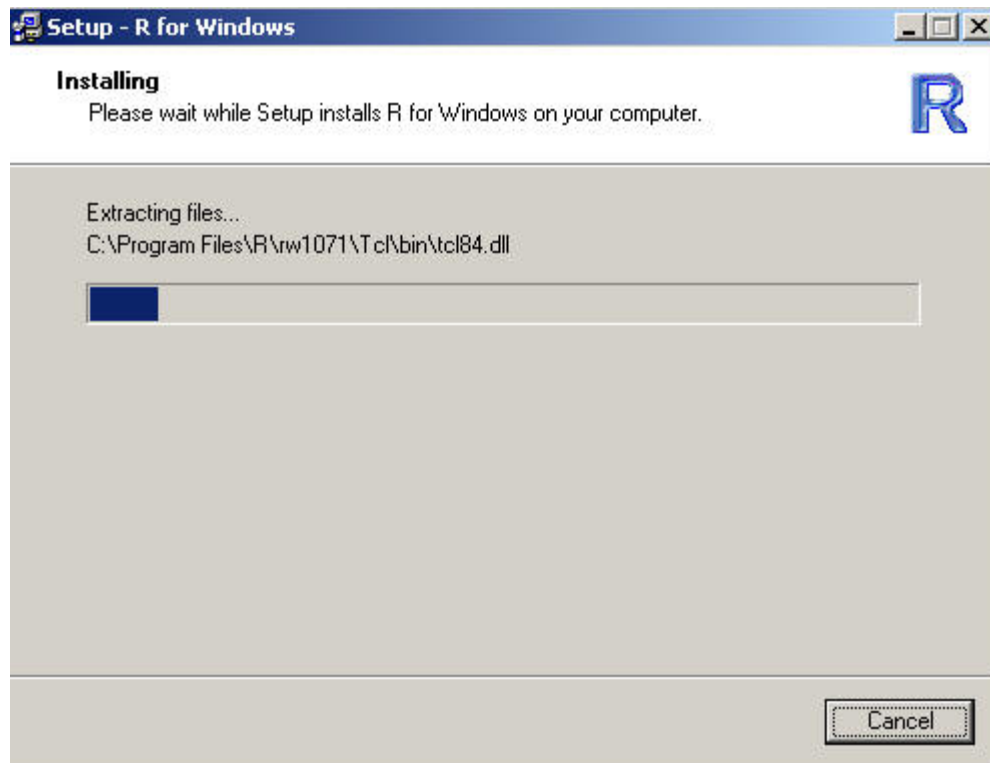 Setup - R for Windows
Installing
Please wait while Setup installs R for Windows on your computer.
R
Extracting files...
C:\Program Files\R\rw1071\Tcl\bin\tcl84.dll
Cancel